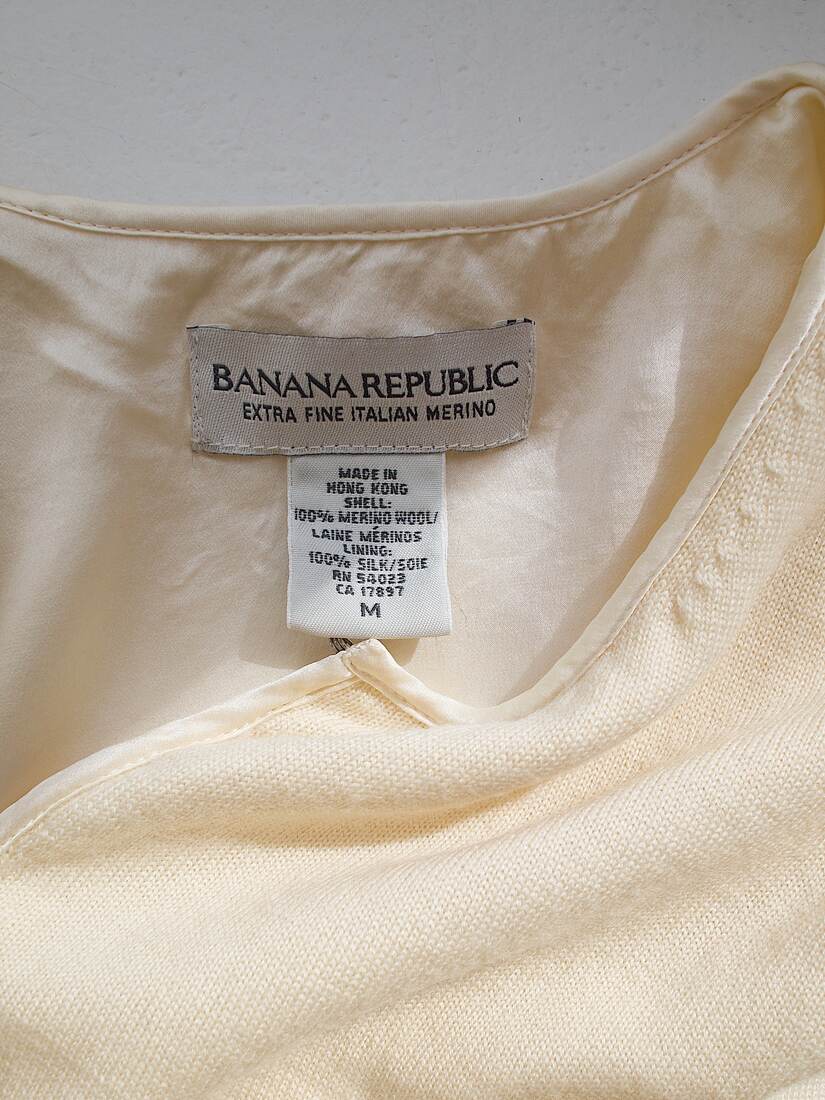 BANANA REPUBLIC
EXTRA FINE ITALIAN MERINO
MADE IN
HONG KONG
SHELL:
100% MERINO WOOL/
LAINE MÉRINOS
LINING:
100% SILK/SOIE
RN 54023
CA 17897
M